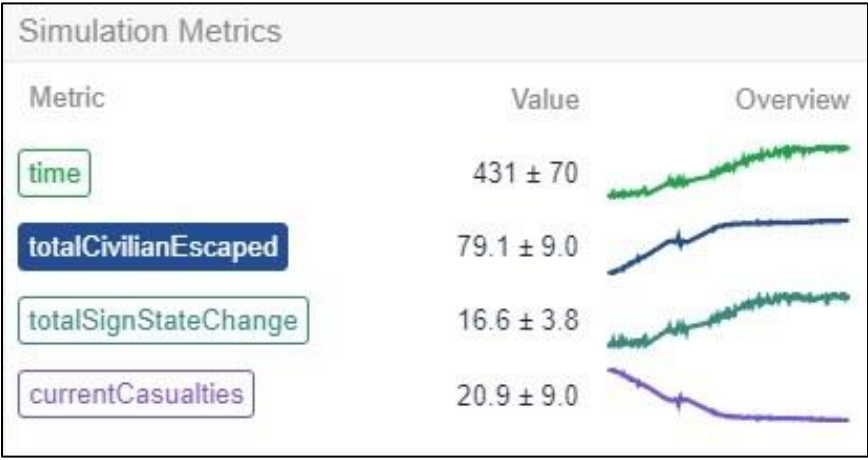 Simulation Metrics
Metric Value Overview
time 431 ± 70
totalCivilianEscaped 79.1 ± 9.0
totalSignStateChange 16.6 ± 3.8
currentCasualties 20.9 ± 9.0